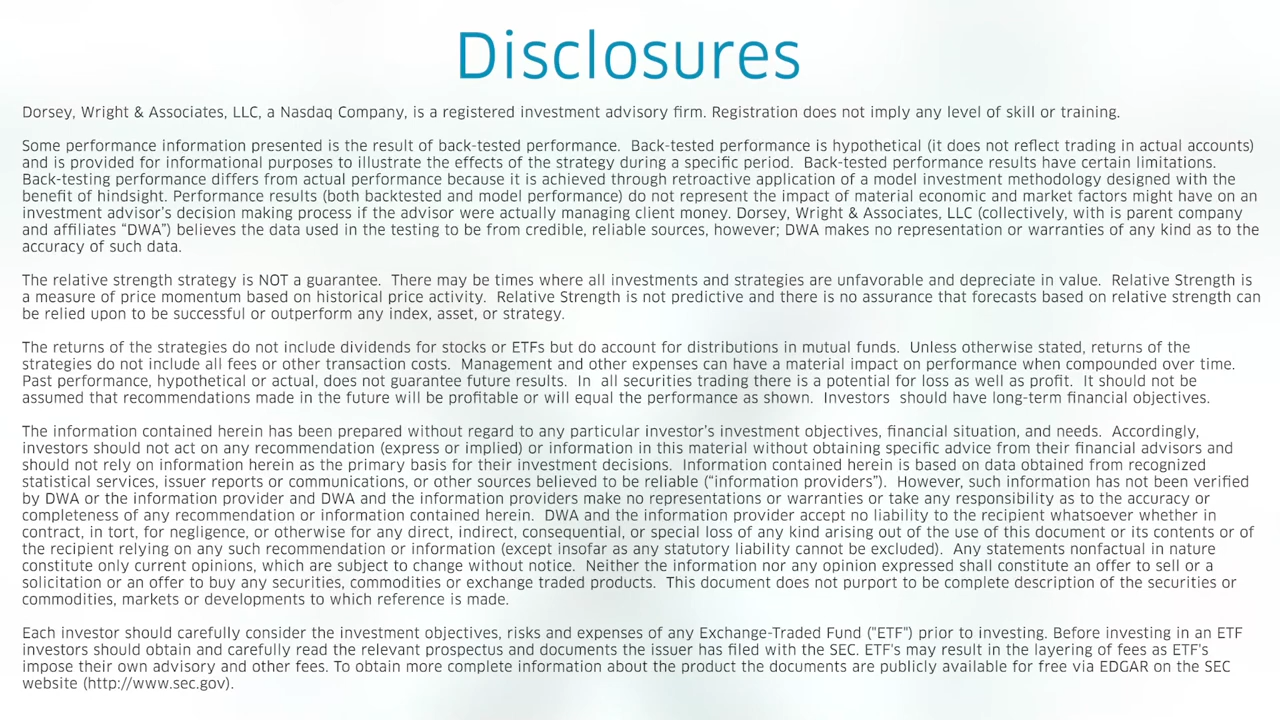 Disclosures
Dorsey, Wright & Associates, LLC, a Nasdaq Company, is a registered investment advisory firm. Registration does not imply any level of skill or training.
Some performance information presented is the result of back-tested performance. Back-tested performance is hypothetical (it does not reflect trading in actual accounts)
and is provided for informational purposes to illustrate the effects of the strategy during a specific period. Back-tested performance results have certain limitations.
Back-testing performance differs from actual performance because it is achieved through retroactive application of a model investment methodology designed with the
benefit of hindsight. Performance results (both backtested and model performance) do not represent the impact of material economic and market factors might have on an
investment advisor's decision making process if the advisor were actually managing client money. Dorsey, Wright & Associates, LLC (collectively, with is parent company
and affiliates “DWA”) believes the data used in the testing to be from credible, reliable sources, however; DWA makes no representation or warranties of any kind as to the
accuracy of such data.
The relative strength strategy is NOT a guarantee. There may be times where all investments and strategies are unfavorable and depreciate in value. Relative Strength is
a measure of price momentum based on historical price activity. Relative Strength is not predictive and there is no assurance that forecasts based on relative strength can
be relied upon to be successful or outperform any index, asset, or strategy.
The returns of the strategies do not include dividends for stocks or ETFs but do account for distributions in mutual funds. Unless otherwise stated, returns of the
strategies do not include all fees or other transaction costs. Management and other expenses can have a material impact on performance when compounded over time.
Past performance, hypothetical or actual, does not guarantee future results. In all securities trading there is a potential for loss as well as profit. It should not be
assumed that recommendations made in the future will be profitable or will equal the performance as shown. Investors should have long-term financial objectives.
The information contained herein has been prepared without regard to any particular investor's investment objectives, financial situation, and needs. Accordingly,
investors should not act on any recommendation (express or implied) or information in this material without obtaining specific advice from their financial advisors and
should not rely on information herein as the primary basis for their investment decisions. Information contained herein is based on data obtained from recognized
statistical services, issuer reports or communications, or other sources believed to be reliable (“information providers”). However, such information has not been verified
by DWA or the information provider and DWA and the information providers make no representations or warranties or take any responsibility as to the accuracy or
completeness of any recommendation or information contained herein. DWA and the information provider accept no liability to the recipient whatsoever whether in
contract, in tort, for negligence, or otherwise for any direct, indirect, consequential, or special loss of any kind arising out of the use of this document or its contents or of
the recipient relying on any such recommendation or information (except insofar as any statutory liability cannot be excluded). Any statements nonfactual in nature
constitute only current opinions, which are subject to change without notice. Neither the information nor any opinion expressed shall constitute an offer to sell or a
solicitation or an offer to buy any securities, commodities or exchange traded products. This document does not purport to be complete description of the securities or
commodities, markets or developments to which reference is made.
Each investor should carefully consider the investment objectives, risks and expenses of any Exchange-Traded Fund ("ETF") prior to investing. Before investing in an ETF
investors should obtain and carefully read the relevant prospectus and documents the issuer has filed with the SEC. ETF's may result in the layering of fees as ETF's
impose their own advisory and other fees. To obtain more complete information about the product the documents are publicly available for free via EDGAR on the SEC
website (http://www.sec.gov).